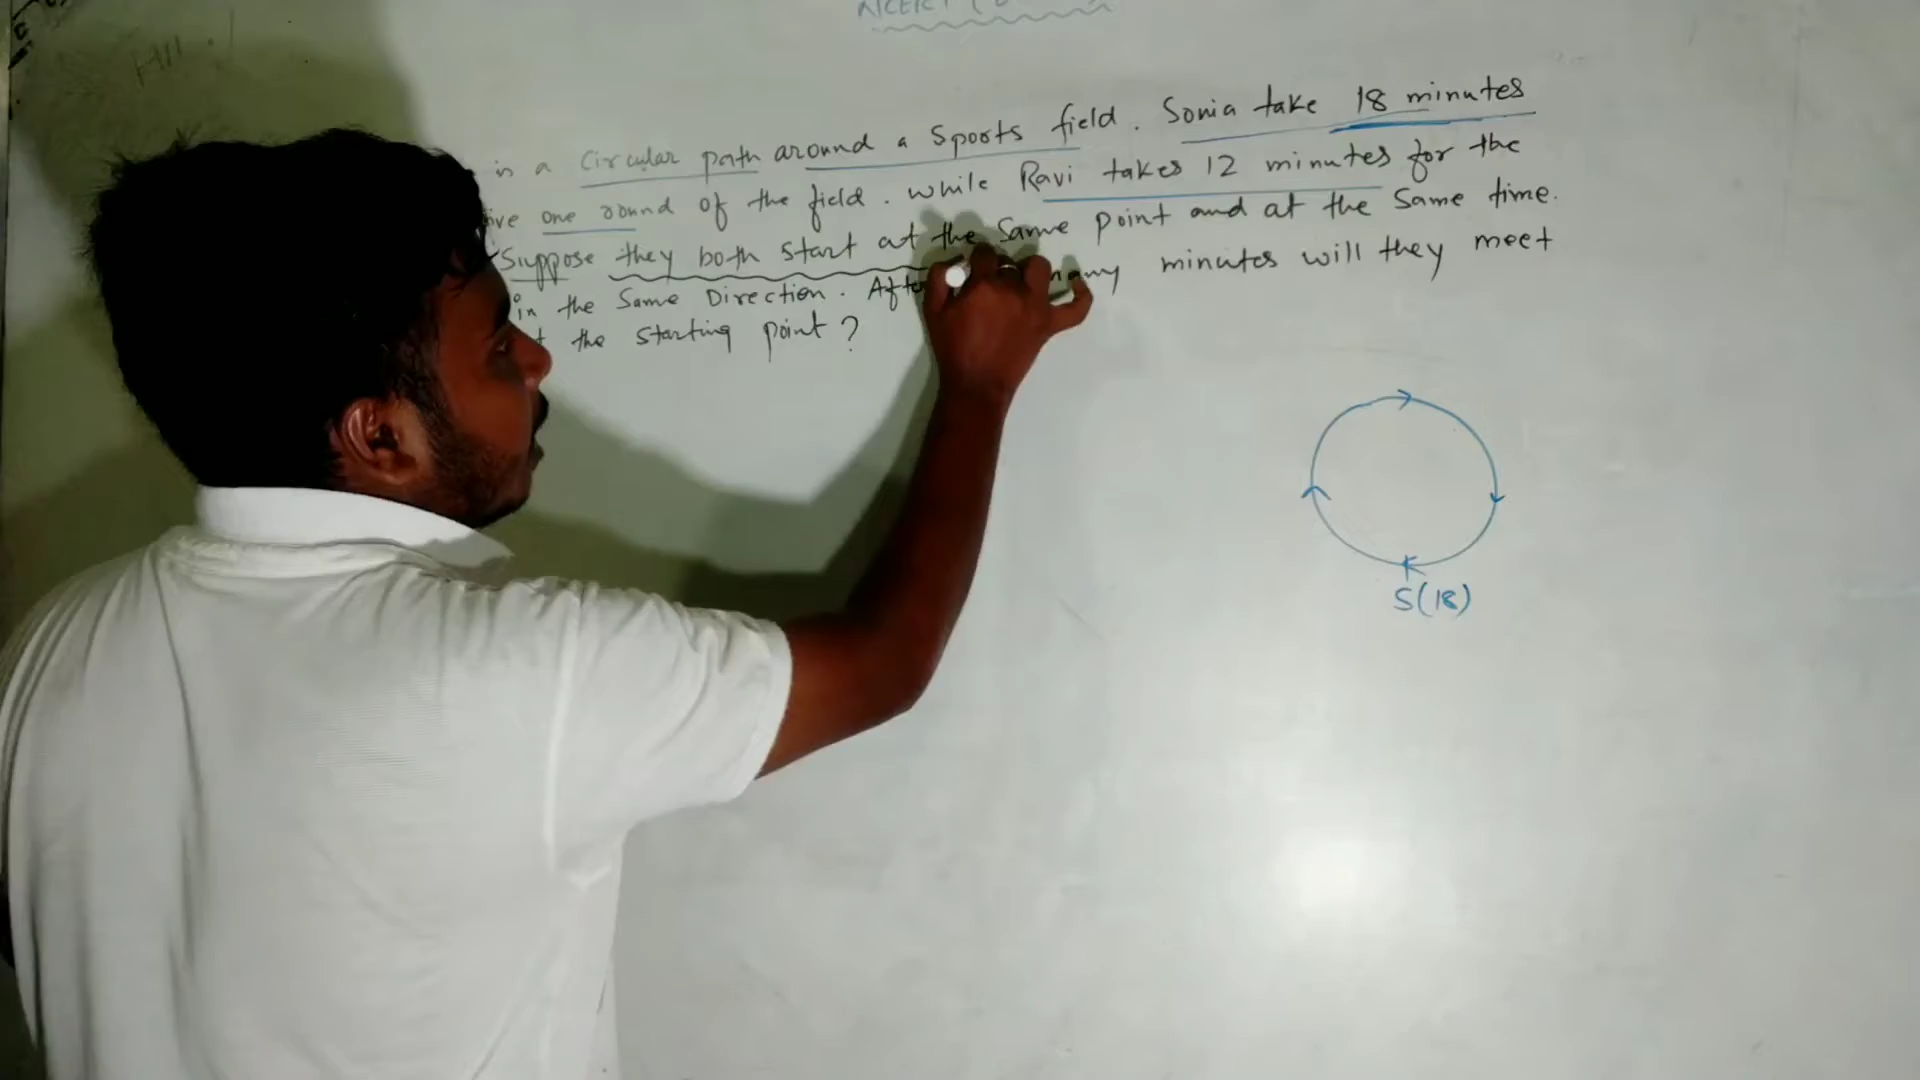 NCERT
is a Circular path around a Sports field. Sonia take 18 minutes
ive one round of the field. while Ravi takes 12 minutes for the
Suppose they both start at the Same point and at the Same time.
in the Same Direction. After many minutes will they meet
the starting point?
S(18)